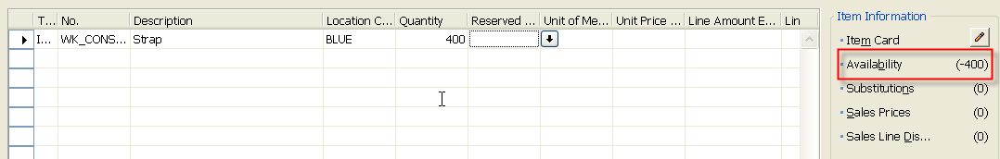 T... No. Description Location C... Quantity Reserved ... Unit of Me... Unit Price ... Line Amount E... Lin
I... WK_CONS... Strap BLUE 400
Item Information
Item Card
Availability (-400)
Substitutions (0)
Sales Prices (0)
Sales Line Dis... (0)